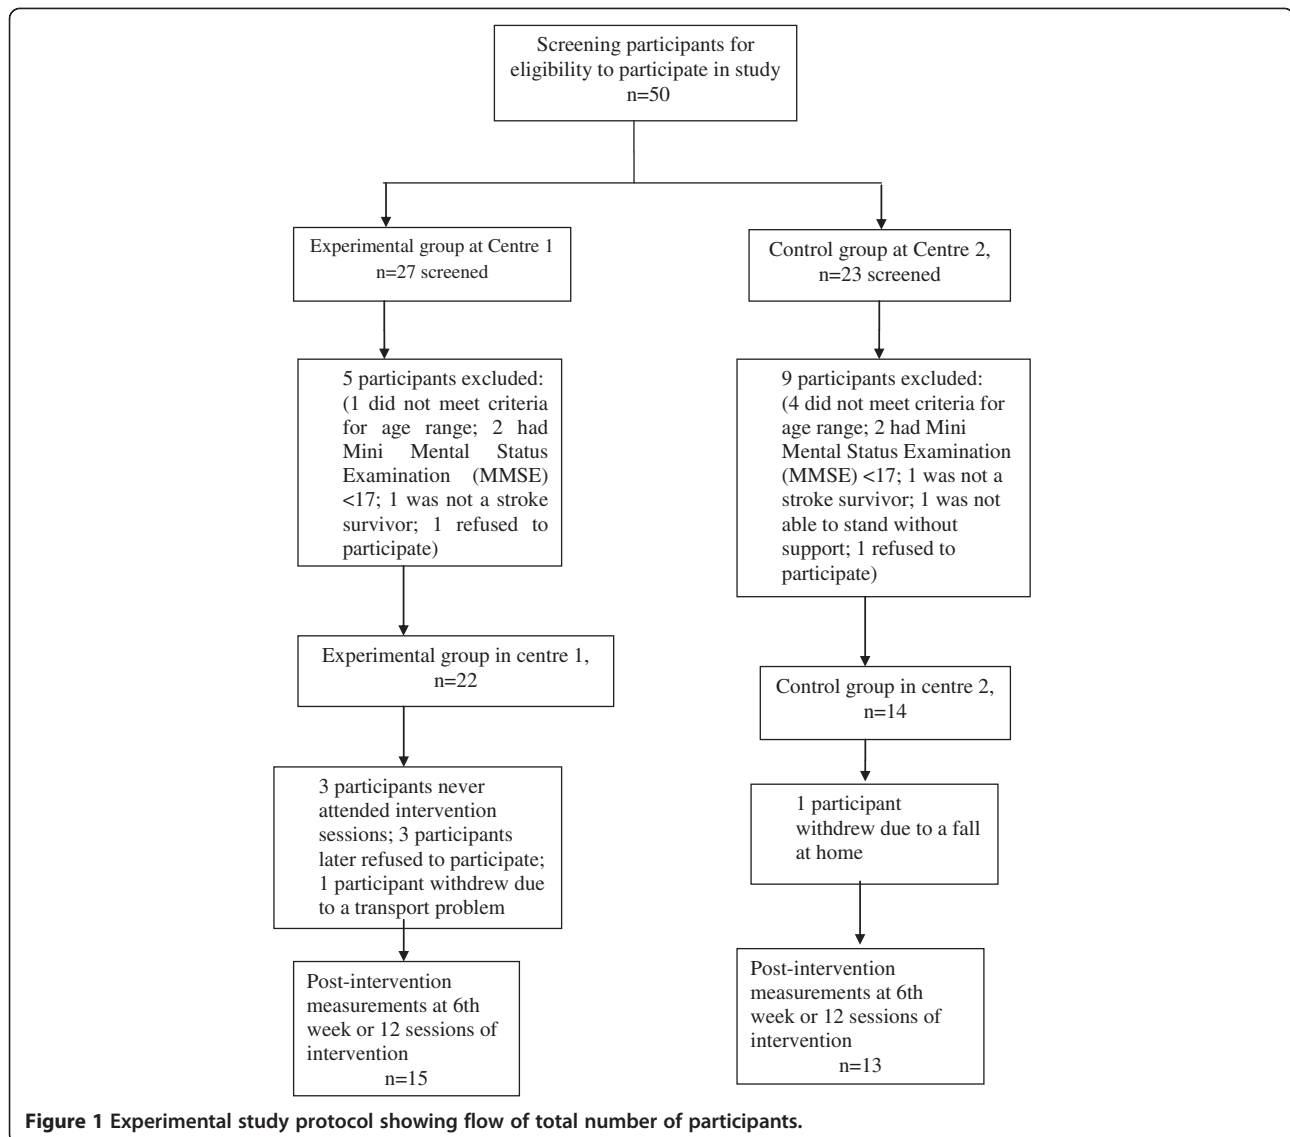 Screening participants for
eligibility to participate in study
n=50
Experimental group at Centre 1
n=27 screened
Control group at Centre 2,
n=23 screened
5 participants excluded:
(1 did not meet criteria
for age range; 2 had
Mini Mental Status
Examination (MMSE)
<17; 1 was not a stroke
survivor; 1 refused to
participate)
9 participants excluded:
(4 did not meet criteria for
age range; 2 had Mini
Mental Status Examination
(MMSE) <17; 1 was not a
stroke survivor; 1 was not
able to stand without
support; 1 refused to
participate)
Experimental group in centre 1,
n=22
Control group in centre 2,
n=14
3 participants never
attended intervention
sessions; 3 participants
later refused to participate;
1 participant withdrew due
to a transport problem
1 participant
withdrew due to a fall
at home
Post-intervention
measurements at 6th
week or 12 sessions of
intervention
n=15
Post-intervention
measurements at 6th
week or 12 sessions of
intervention
n=13
Figure 1 Experimental study protocol showing flow of total number of participants.